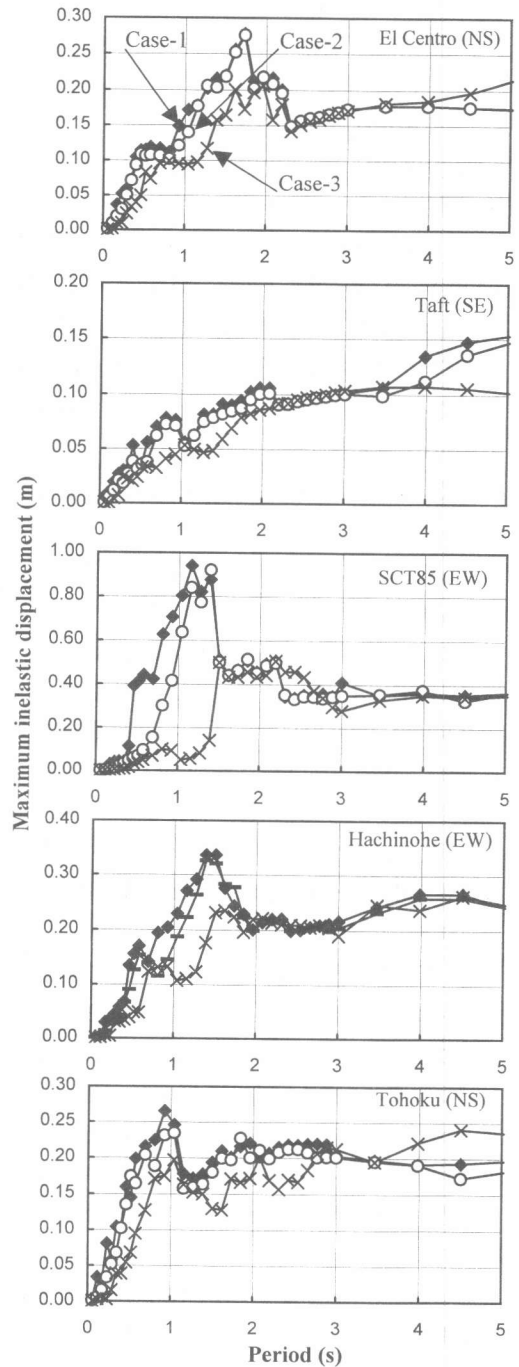 Maximum inelastic displacement (m)
0.30
0.25
0.20
0.15
0.10
0.05
0.00
El Centro (NS)
Case-1
Case-2
Case-3
0 1 2 3 4 5
0.20
0.15
0.10
0.05
0.00
Taft (SE)
0 1 2 3 4 5
1.00
0.80
0.60
0.40
0.20
0.00
SCT85 (EW)
0 1 2 3 4 5
0.40
0.30
0.20
0.10
0.00
Hachinohe (EW)
0 1 2 3 4 5
0.30
0.25
0.20
0.15
0.10
0.05
0.00
Tohoku (NS)
0 1 2 3 4 5
Period (s)